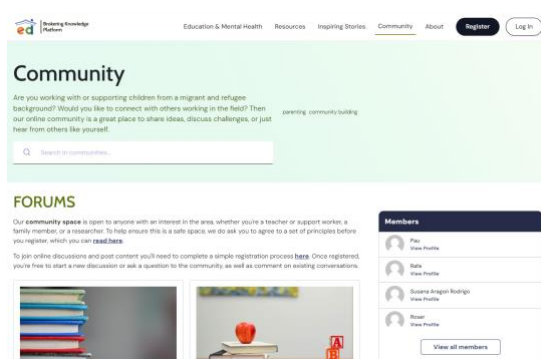 ed Brokering Knowledge
Platform
Education & Mental Health Resources Inspiring Stories Community About Register Log In
Community
Are you working with or supporting children from a migrant and refugee
background? Would you like to connect with others working in the field? Then
our online community is a great place to share ideas, discuss challenges, or just
hear from others like yourself.
parenting community building
Search in communities...
FORUMS
Our community space is open to anyone with an interest in the area, whether you're a
teacher or support worker, a
family member, or a researcher. To help ensure this is a safe space, we do ask you to agree to a set of principles before
you register, which you can read here.
To join online discussions and post content you'll need to complete a simple registration process here. Once registered,
you're free to start a new discussion or ask a question to the community, as well as comment on existing conversations.
Members
Pau
View Profile
Rafa
View Profile
Susana Aragon Rodrigo
View Profile
Roser
View Profile
View all members
A
B